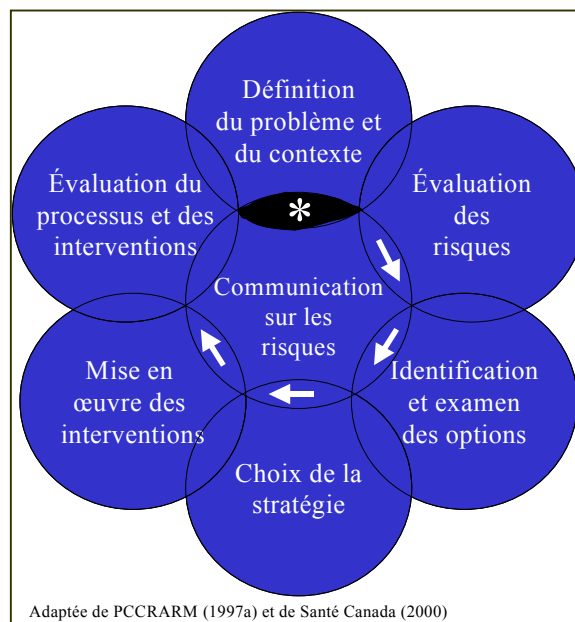 Définition
du problème et
du contexte
Évaluation du
processus et des
interventions
*
Évaluation
des
risques
Communication
sur les
risques
Mise en
œuvre des
interventions
Identification
et examen
des options
Choix de la
stratégie
Adaptée de PCCRARM (1997a) et de Santé Canada (2000)